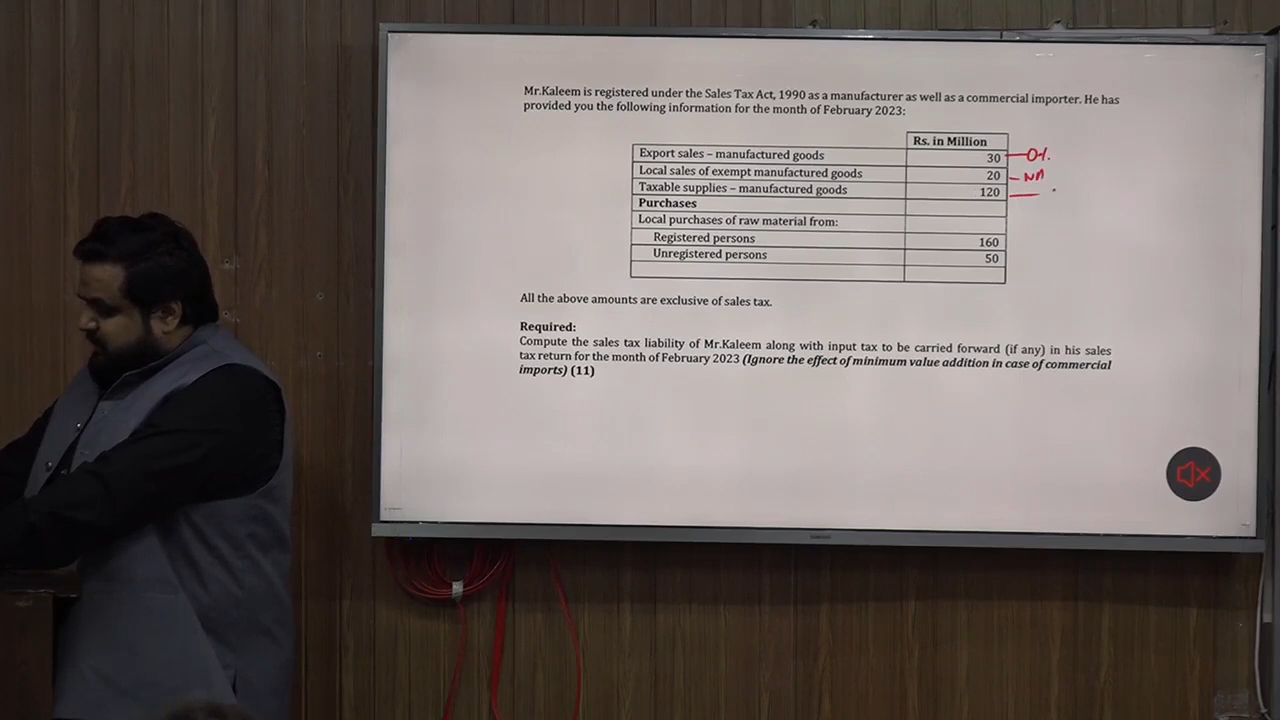 Mr.Kaleem is registered under the Sales Tax Act, 1990 as a manufacturer as well as a commercial importer. He has
provided you the following information for the month of February 2023:
Rs. in Million
Export sales – manufactured goods 30 0%
Local sales of exempt manufactured goods 20 NA
Taxable supplies – manufactured goods 120
Purchases
Local purchases of raw material from:
Registered persons 160
Unregistered persons 50
All the above amounts are exclusive of sales tax.
Required:
Compute the sales tax liability of Mr.Kaleem along with input tax to be carried forward (if any) in his sales
tax return for the month of February 2023 (Ignore the effect of minimum value addition in case of commercial
imports) (11)